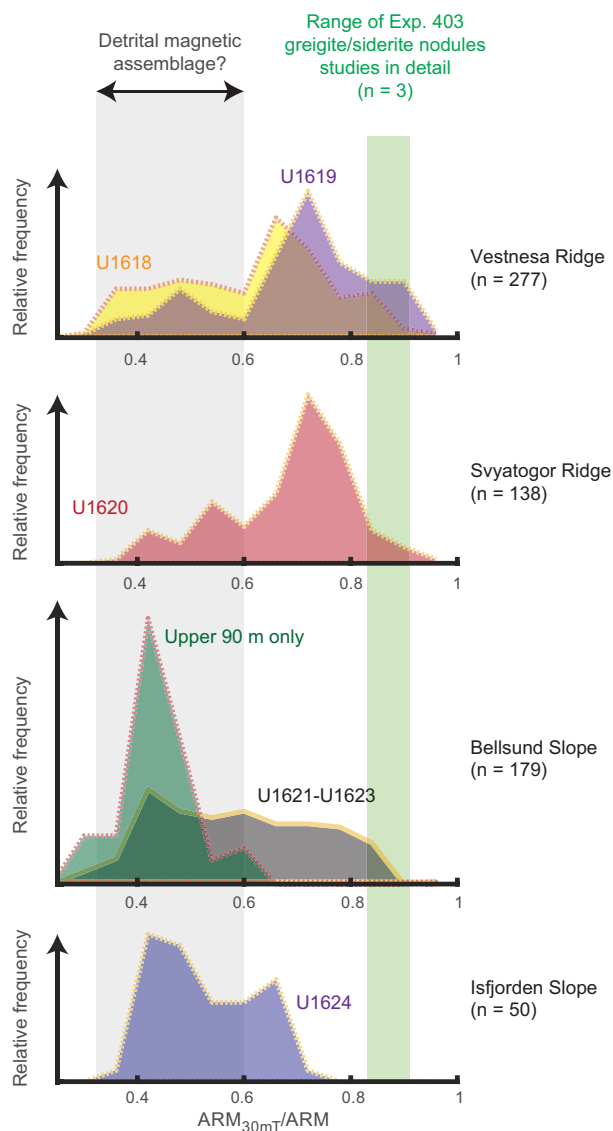 Detrital magnetic
assemblage?
Range of Exp. 403
greigite/siderite nodules
studies in detail
(n = 3)
Relative frequency
U1618
U1619
Vestnesa Ridge
(n = 277)
0.4 0.6 0.8 1
Relative frequency
U1620
Svyatogor Ridge
(n = 138)
0.4 0.6 0.8 1
Relative frequency
Upper 90 m only
U1621-U1623
Bellsund Slope
(n = 179)
0.4 0.6 0.8 1
Relative frequency
U1624
Isfjorden Slope
(n = 50)
0.4 0.6 0.8 1
ARM30mT/ARM